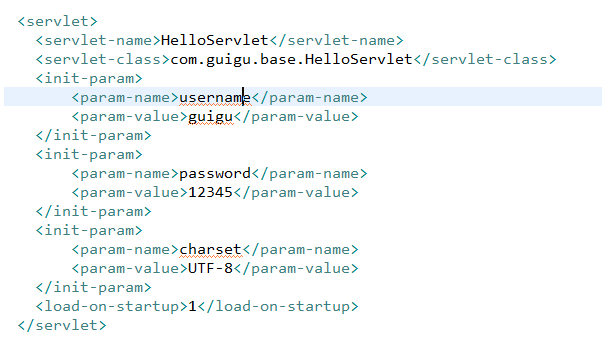 <servlet>
<servlet-name>HelloServlet</servlet-name>
<servlet-class>com.guigu.base.HelloServlet</servlet-class>
<init-param>
<param-name>username</param-name>
<param-value>guigu</param-value>
</init-param>
<init-param>
<param-name>password</param-name>
<param-value>12345</param-value>
</init-param>
<init-param>
<param-name>charset</param-name>
<param-value>UTF-8</param-value>
</init-param>
<load-on-startup>1</load-on-startup>
</servlet>